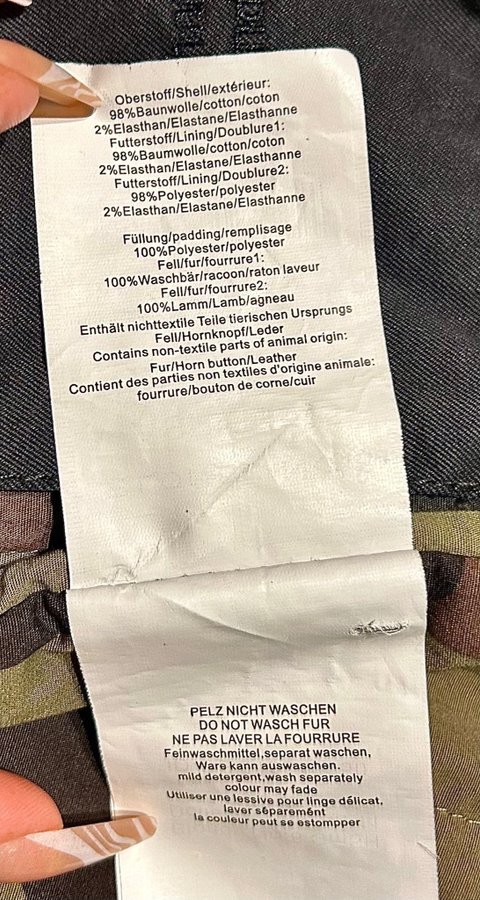 Oberstoff/Shell/extérieur:
98%Baunwolle/cotton/coton
2%Elasthan/Elastane/Elasthanne
Futterstoff/Lining/Doublure1:
98%Baumwolle/cotton/coton
2%Elasthan/Elastane/Elasthanne
Futterstoff/Lining/Doublure2:
98%Polyester/polyester
2%Elasthan/Elastane/Elasthanne
Füllung/padding/remplisage
100%Polyester/polyester
Fell/fur/fourrure1:
100%Waschbär/racoon/raton laveur
Fell/fur/fourrure2:
100%Lamm/Lamb/agneau
Enthält nichttextile Teile tierischen Ursprungs
Fell/Hornknopf/Leder
Contains non-textile parts of animal origin:
Fur/Horn button/Leather
Contient des parties non textiles d'origine animale:
fourrure/bouton de corne/cuir
PELZ NICHT WASCHEN
DO NOT WASH FUR
NE PAS LAVER LA FOURRURE
Feinwaschmittel,separat waschen,
Ware kann auswaschen.
mild detergent,wash separately
colour may fade
Utiliser une lessive pour linge délicat,
laver séparemént
la couleur peut se estompper